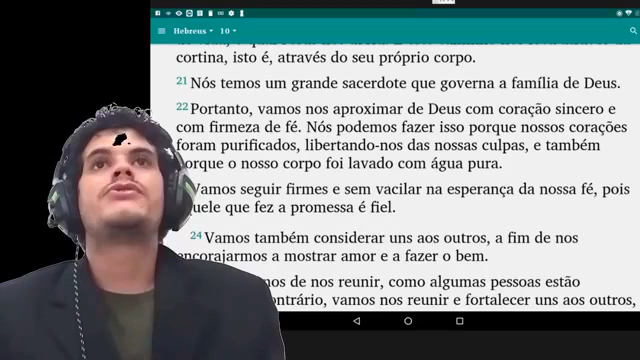 Hebreus 10
cortina, isto é, através do seu próprio corpo.
21 Nós temos um grande sacerdote que governa a família de Deus.
22 Portanto, vamos nos aproximar de Deus com coração sincero e
com firmeza de fé. Nós podemos fazer isso porque nossos corações
foram purificados, libertando-nos das nossas culpas, e também
porque o nosso corpo foi lavado com água pura.
Vamos seguir firmes e sem vacilar na esperança da nossa fé, pois
quele que fez a promessa é fiel.
24 Vamos também considerar uns aos outros, a fim de nos
encorajarmos a mostrar amor e a fazer o bem.
mos de nos reunir, como algumas pessoas estão
ontrário, vamos nos reunir e fortalecer uns aos outros,